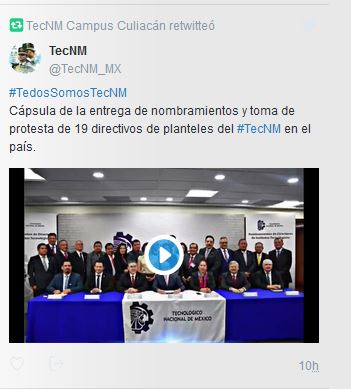 TecNM Campus Culiacán retwitteó
TecNM
@TecNM_MX
#TedosSomosTecNM
Cápsula de la entrega de nombramientos y toma de
protesta de 19 directivos de planteles del #TecNM en el
país.
TECNOLÓGICO
NACIONAL DE MÉXICO
10h